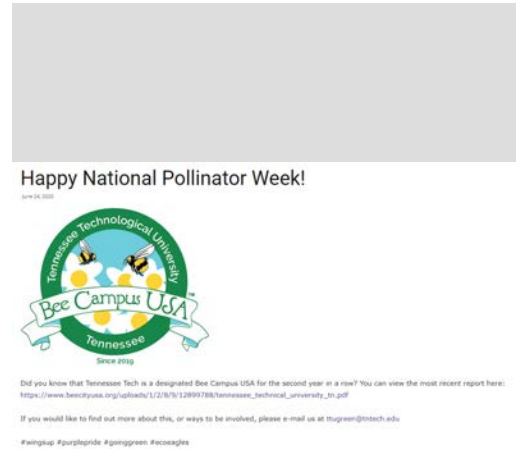 Happy National Pollinator Week!
June 24, 2020
Tennessee Technological University
Bee Campus USA™
Tennessee
Since 2019
Did you know that Tennessee Tech is a designated Bee Campus USA for the second year in a row? You can view the most recent report here:
https://www.beecityusa.org/uploads/1/2/8/9/12899788/tennessee_technical_university_tn.pdf
If you would like to find out more about this, or ways to be involved, please e-mail us at ttugreen@tntech.edu
#wingsup #purplepride #goinggreen #ecoeagles